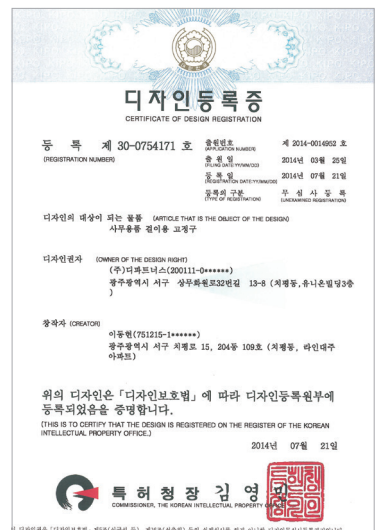 디자인등록증
CERTIFICATE OF DESIGN REGISTRATION
등 록 제 30-0754171 호
(REGISTRATION NUMBER)
출원번호 제 2014-0014952 호
(APPLICATION NUMBER)
출 원 일 2014년 03월 25일
(FILING DATE:YY/MM/DD)
등 록 일 2014년 07월 21일
(REGISTRATION DATE:YY/MM/DD)
등록의 구분 무 심 사 등 록
(TYPE OF REGISTRATION) (UNEXAMINED REGISTRATION)
디자인의 대상이 되는 물품 (ARTICLE THAT IS THE OBJECT OF THE DESIGN)
사무용품 걸이용 고정구
디자인권자 (OWNER OF THE DESIGN RIGHT)
(주)디파트너스(200111-0******)
광주광역시 서구 상무화원로32번길 13-8 (치평동,유니온빌딩3층
)
창작자 (CREATOR)
이동현(751215-1******)
광주광역시 서구 치평로 15, 204동 109호 (치평동, 라인대주
아파트)
위의 디자인은「디자인보호법」에 따라 디자인등록원부에
등록되었음을 증명합니다.
(THIS IS TO CERTIFY THAT THE DESIGN IS REGISTERED ON THE REGISTER OF THE KOREAN
INTELLECTUAL PROPERTY OFFICE.)
2014년 07월 21일
특허청장 김영민
COMMISSIONER, THE KOREAN INTELLECTUAL PROPERTY OFFICE